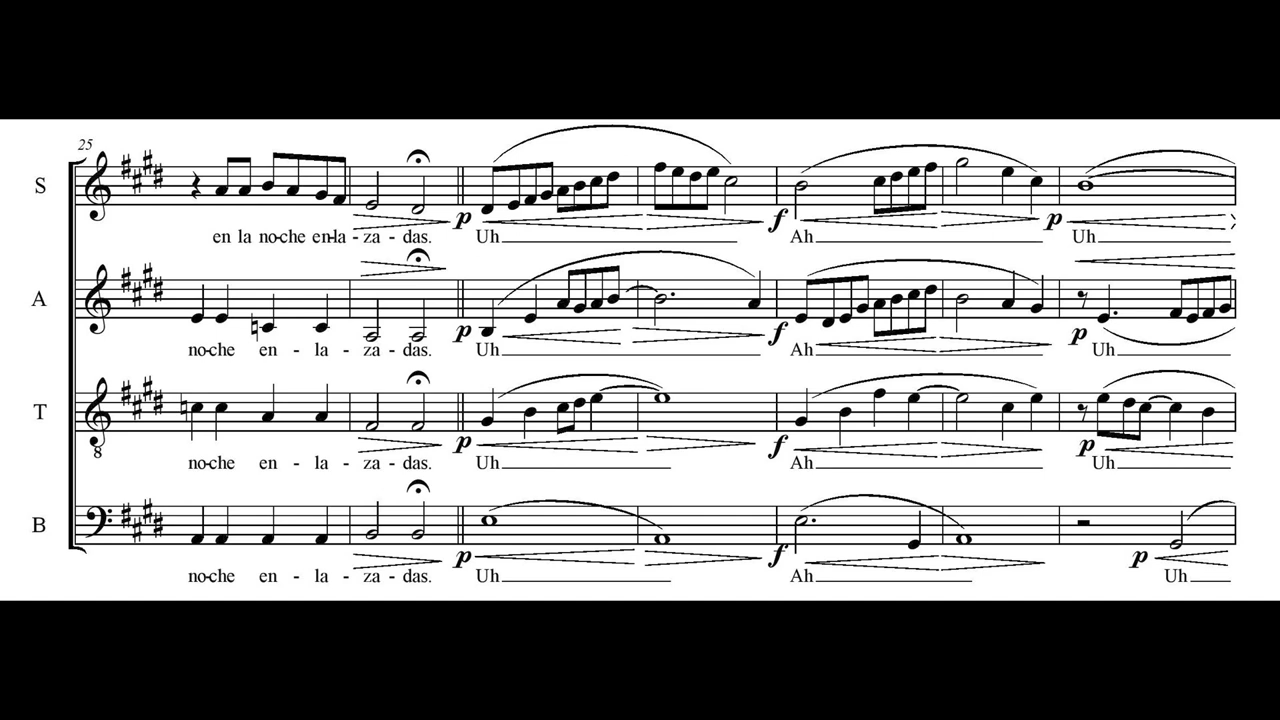 25
S
p f p
en la no-che en-la-za-das. Uh Ah Uh
A
p f p
no-che en - la - za - das. Uh Ah Uh
T
8
p f p
no-che en - la - za - das. Uh Ah Uh
B
p f p
no-che en - la - za - das. Uh Ah Uh